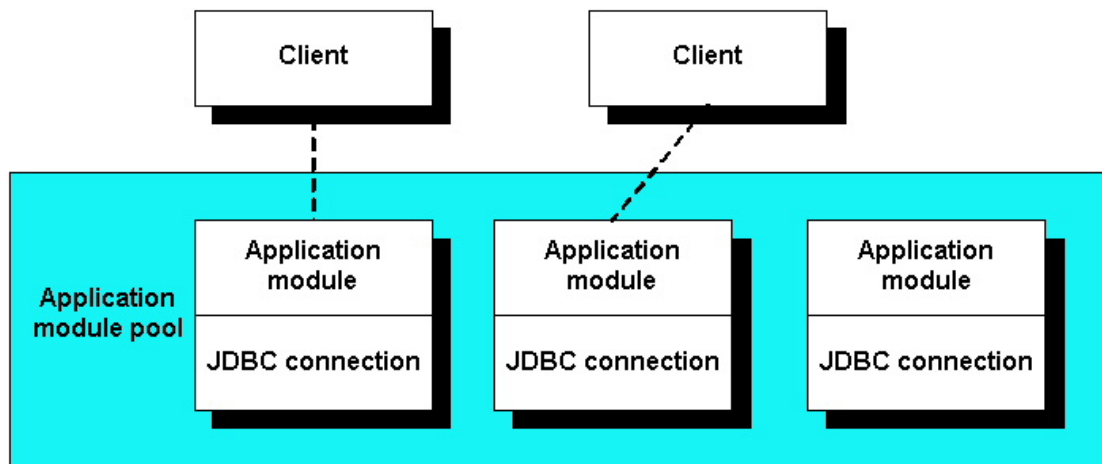 Client
Client
Application
module
Application
module
Application
module
Application
module pool
JDBC connection
JDBC connection
JDBC connection